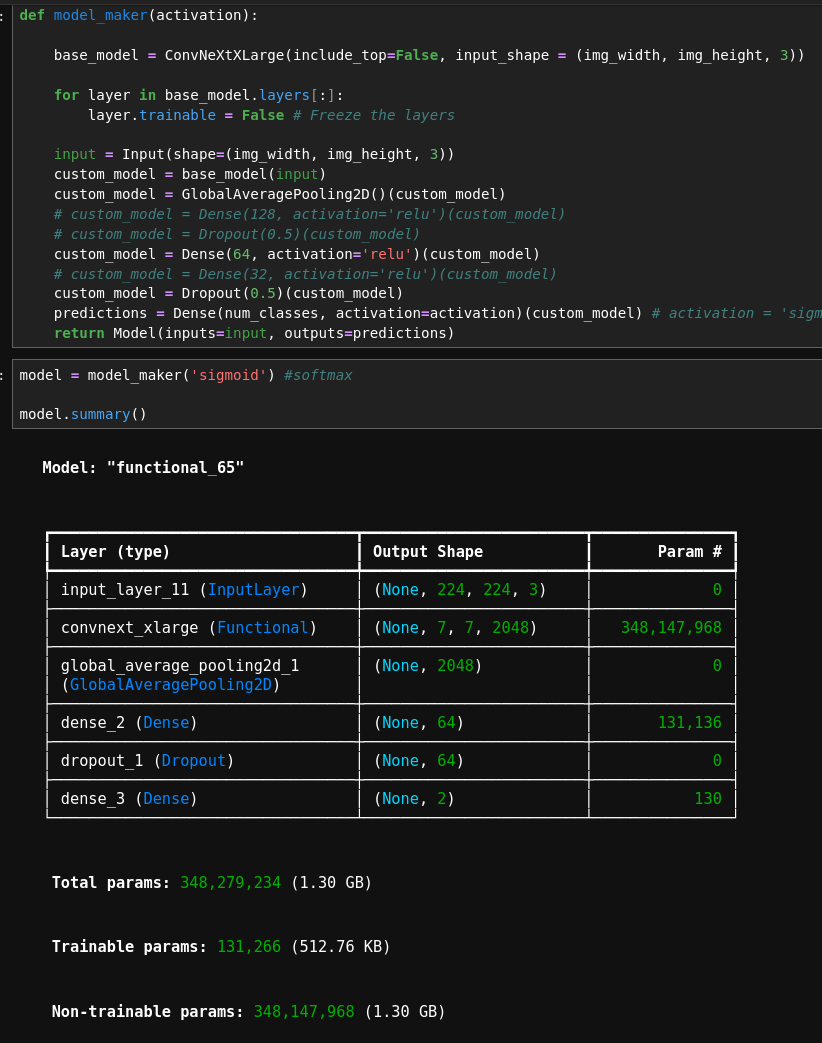 : def model_maker(activation):
base_model = ConvNeXtXLarge(include_top=False, input_shape = (img_width, img_height, 3))
for layer in base_model.layers[:]:
layer.trainable = False # Freeze the layers
input = Input(shape=(img_width, img_height, 3))
custom_model = base_model(input)
custom_model = GlobalAveragePooling2D()(custom_model)
# custom_model = Dense(128, activation='relu')(custom_model)
# custom_model = Dropout(0.5)(custom_model)
custom_model = Dense(64, activation='relu')(custom_model)
# custom_model = Dense(32, activation='relu')(custom_model)
custom_model = Dropout(0.5)(custom_model)
predictions = Dense(num_classes, activation=activation)(custom_model) # activation = 'sigm
return Model(inputs=input, outputs=predictions)
: model = model_maker('sigmoid') #softmax
model.summary()
Model: "functional_65"
Layer (type) Output Shape Param #
input_layer_11 (InputLayer) (None, 224, 224, 3) 0
convnext_xlarge (Functional) (None, 7, 7, 2048) 348,147,968
global_average_pooling2d_1 (None, 2048) 0
(GlobalAveragePooling2D)
dense_2 (Dense) (None, 64) 131,136
dropout_1 (Dropout) (None, 64) 0
dense_3 (Dense) (None, 2) 130
Total params: 348,279,234 (1.30 GB)
Trainable params: 131,266 (512.76 KB)
Non-trainable params: 348,147,968 (1.30 GB)